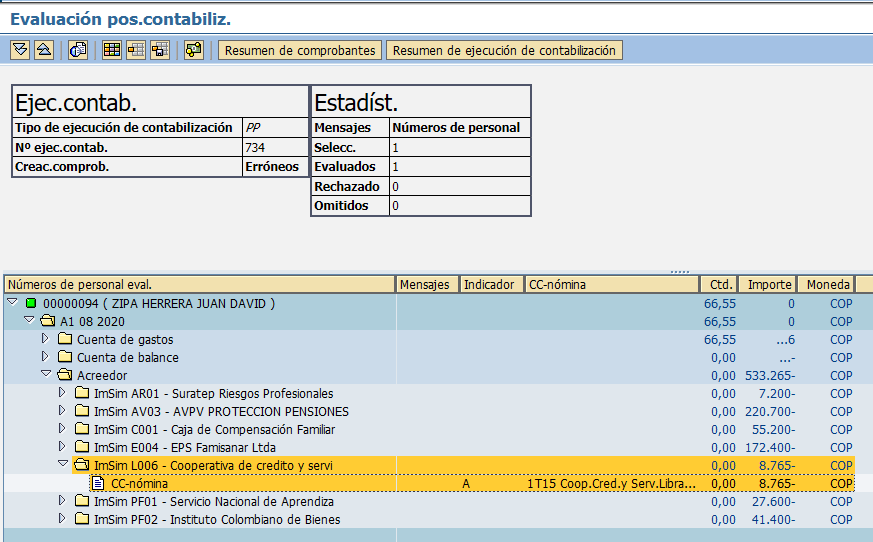 Evaluación pos.contabiliz.
Resumen de comprobantes Resumen de ejecución de contabilización
Ejec.contab.
Tipo de ejecución de contabilización PP
Nº ejec.contab. 734
Creac.comprob. Erróneos
Estadíst.
Mensajes Números de personal
Selecc. 1
Evaluados 1
Rechazado 0
Omitidos 0
Números de personal eval. Mensajes Indicador CC-nómina Ctd. Importe Moneda
00000094 ( ZIPA HERRERA JUAN DAVID ) 66,55 0 COP
A1 08 2020 66,55 0 COP
Cuenta de gastos 66,55 ...6 COP
Cuenta de balance 0,00 ...- COP
Acreedor 0,00 533.265- COP
ImSim AR01 - Suratep Riesgos Profesionales 0,00 7.200- COP
ImSim AV03 - AVPV PROTECCION PENSIONES 0,00 220.700- COP
ImSim C001 - Caja de Compensación Familiar 0,00 55.200- COP
ImSim E004 - EPS Famisanar Ltda 0,00 172.400- COP
ImSim L006 - Cooperativa de credito y servi 0,00 8.765- COP
CC-nómina A 1T15 Coop.Cred.y Serv.Libra... 0,00 8.765- COP
ImSim PF01 - Servicio Nacional de Aprendiza 0,00 27.600- COP
ImSim PF02 - Instituto Colombiano de Bienes 0,00 41.400- COP